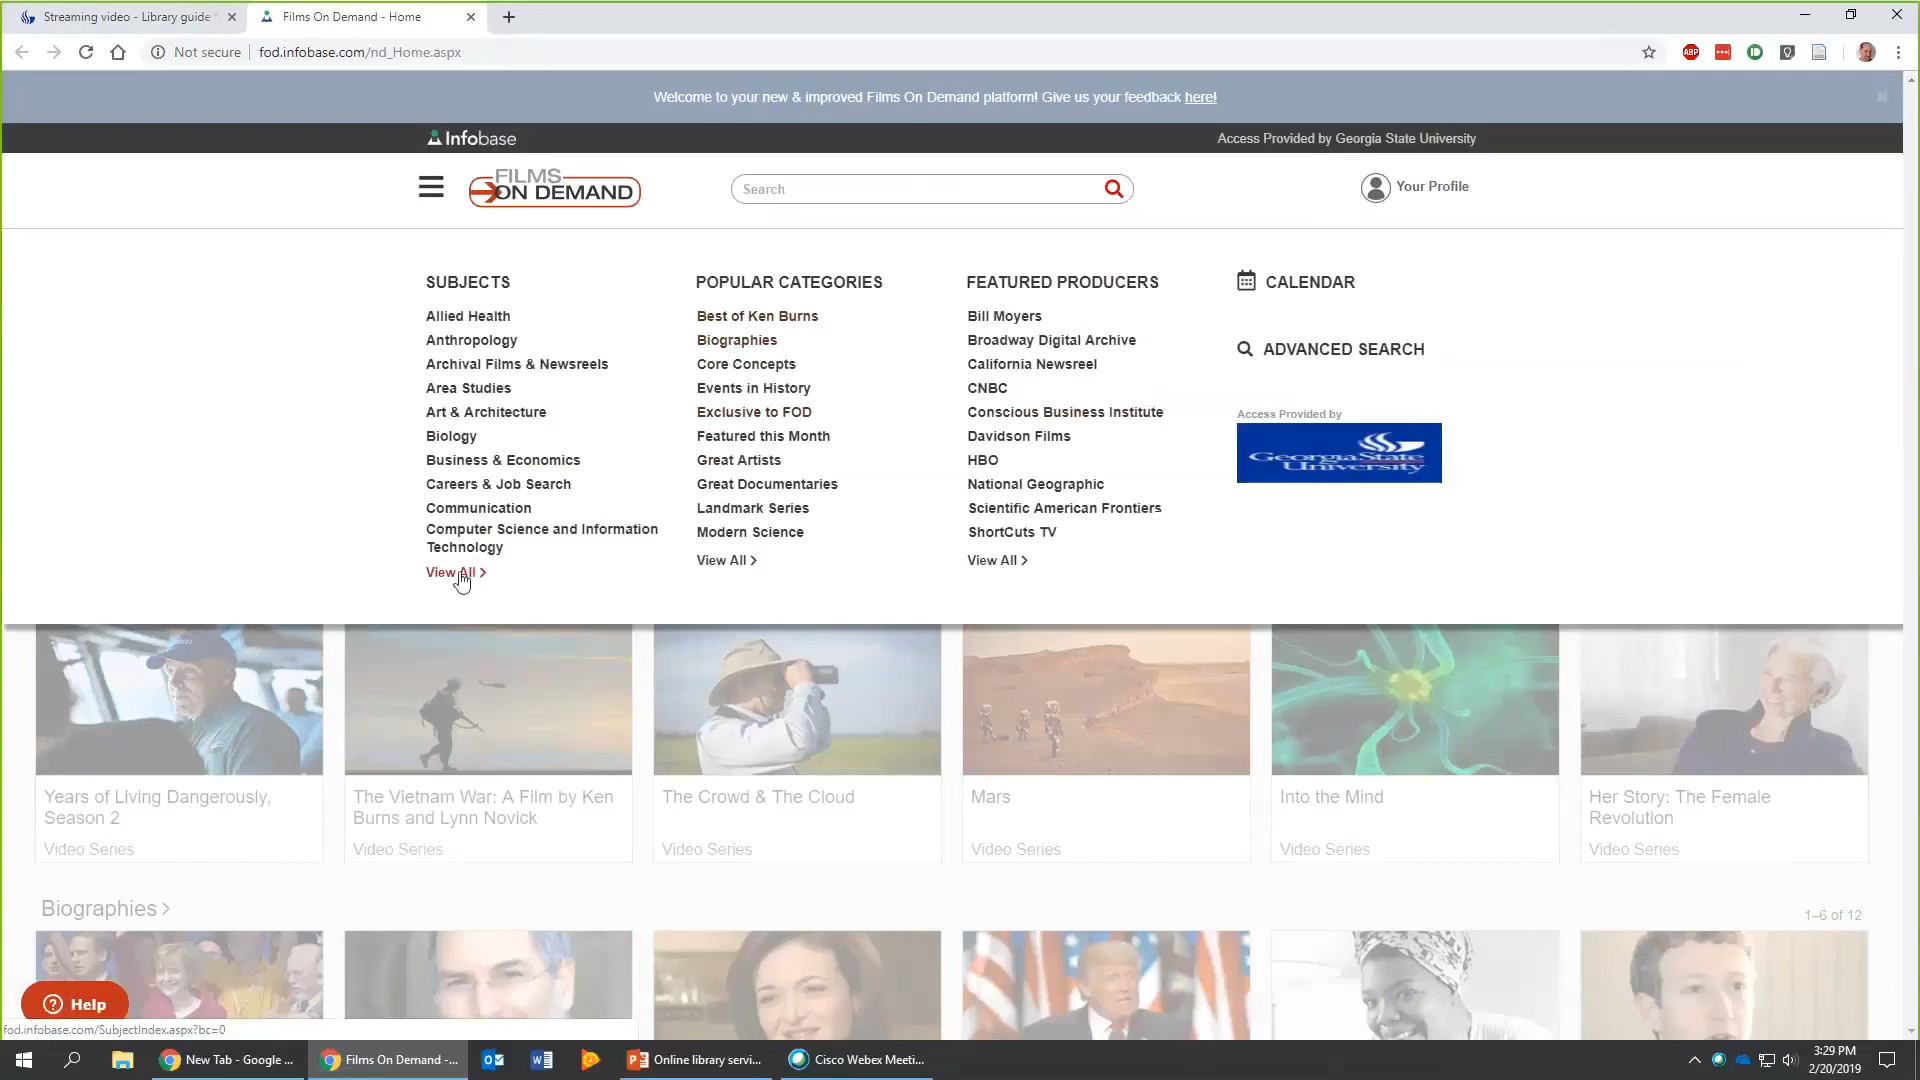 Streaming video - Library guide f
Films On Demand - Home
Not secure
fod.infobase.com/nd_Home.aspx
ABP
Welcome to your new & improved Films On Demand platform! Give us your feedback here!
Infobase
Access Provided by Georgia State University
FILMS
ON DEMAND
Search
Your Profile
SUBJECTS
Allied Health
Anthropology
Archival Films & Newsreels
Area Studies
Art & Architecture
Biology
Business & Economics
Careers & Job Search
Communication
Computer Science and Information
Technology
View All >
POPULAR CATEGORIES
Best of Ken Burns
Biographies
Core Concepts
Events in History
Exclusive to FOD
Featured this Month
Great Artists
Great Documentaries
Landmark Series
Modern Science
View All >
FEATURED PRODUCERS
Bill Moyers
Broadway Digital Archive
California Newsreel
CNBC
Conscious Business Institute
Davidson Films
HBO
National Geographic
Scientific American Frontiers
ShortCuts TV
View All >
CALENDAR
ADVANCED SEARCH
Access Provided by
GeorgiaState
University
Years of Living Dangerously,
Season 2
Video Series
The Vietnam War: A Film by Ken
Burns and Lynn Novick
Video Series
The Crowd & The Cloud
Video Series
Mars
Video Series
Into the Mind
Video Series
Her Story: The Female
Revolution
Video Series
Biographies >
1–6 of 12
Help
fod.infobase.com/SubjectIndex.aspx?bc=0
New Tab - Google ...
Films On Demand -...
Online library servi...
Cisco Webex Meeti...
3:29 PM
2/20/2019